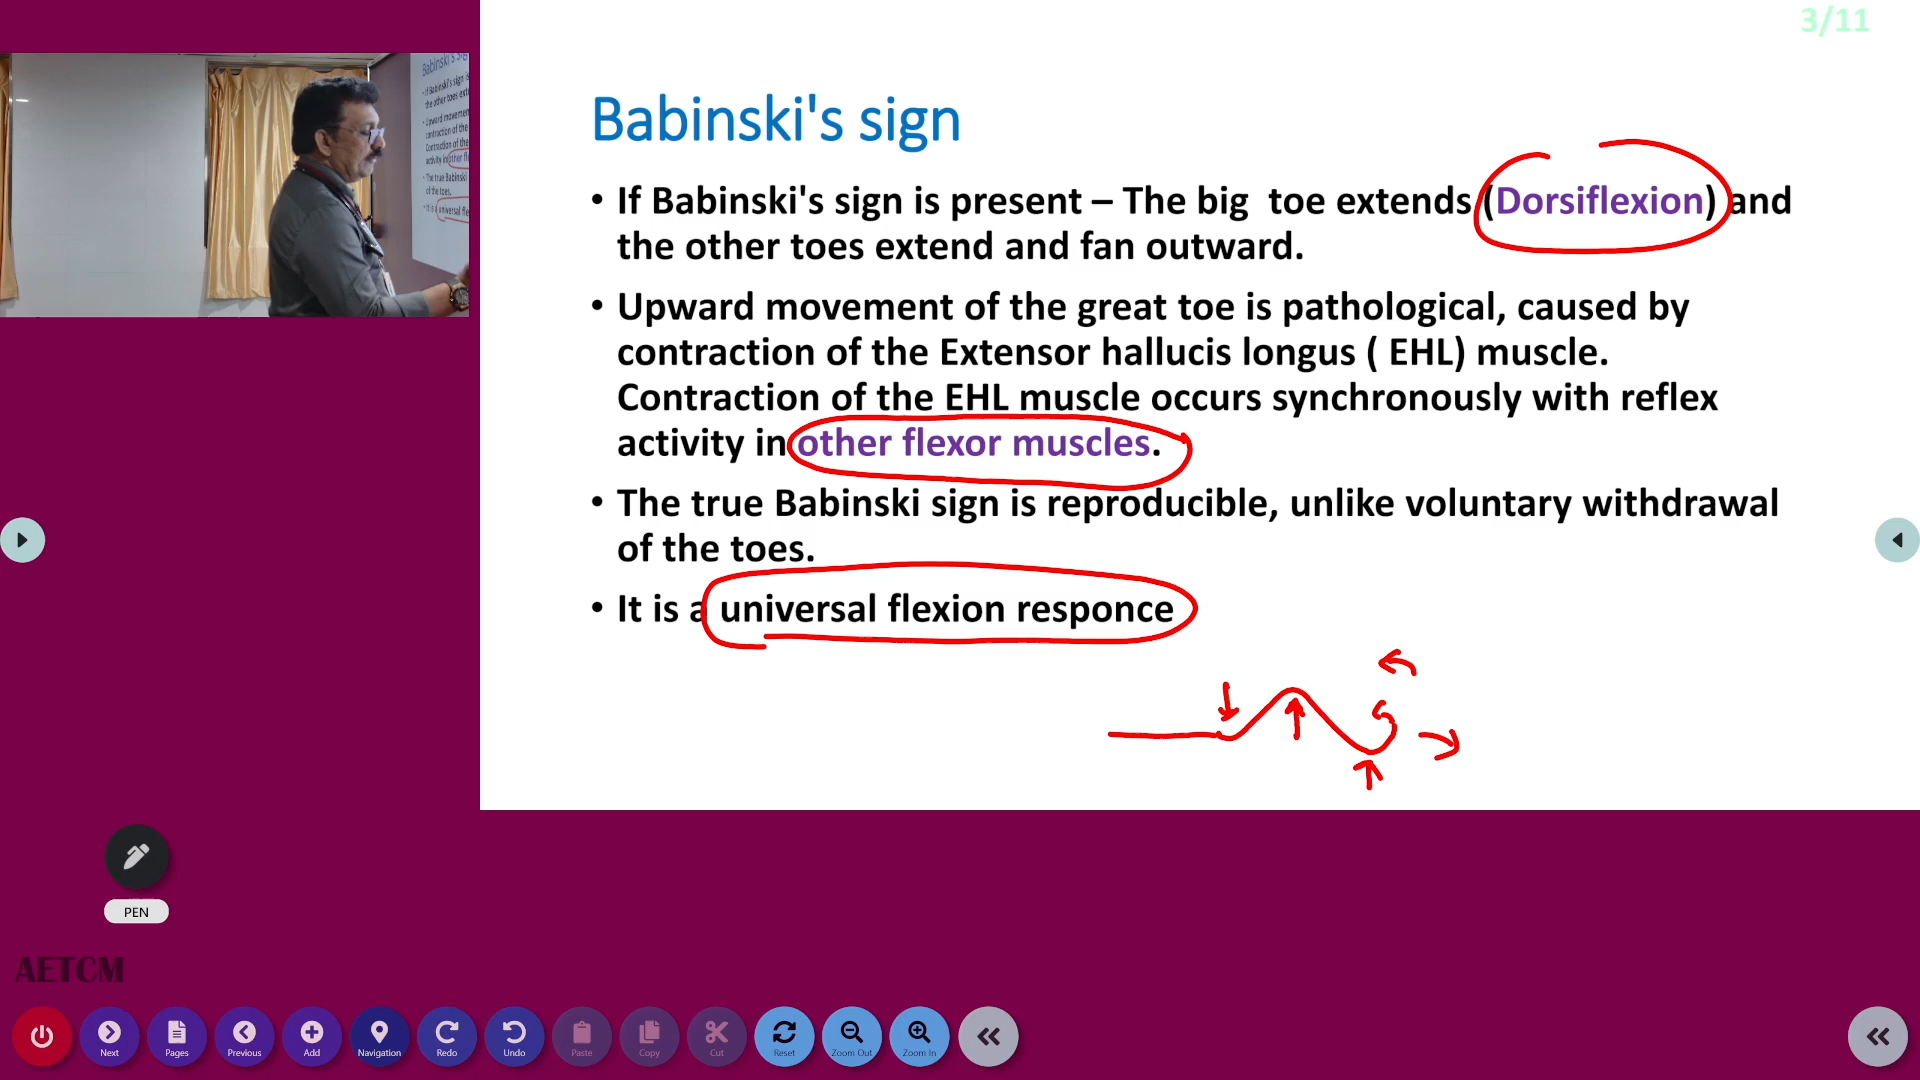 3/11
Babinski's sign
• If Babinski's sign is present – The big toe extends (Dorsiflexion) and
the other toes extend and fan outward.
• Upward movement of the great toe is pathological, caused by
contraction of the Extensor hallucis longus ( EHL) muscle.
Contraction of the EHL muscle occurs synchronously with reflex
activity in other flexor muscles.
• The true Babinski sign is reproducible, unlike voluntary withdrawal
of the toes.
• It is a universal flexion responce
PEN
AETCM
Next
Pages
Previous
Add
Navigation
Redo
Undo
Paste
Copy
Cut
Reset
Zoom Out
Zoom In